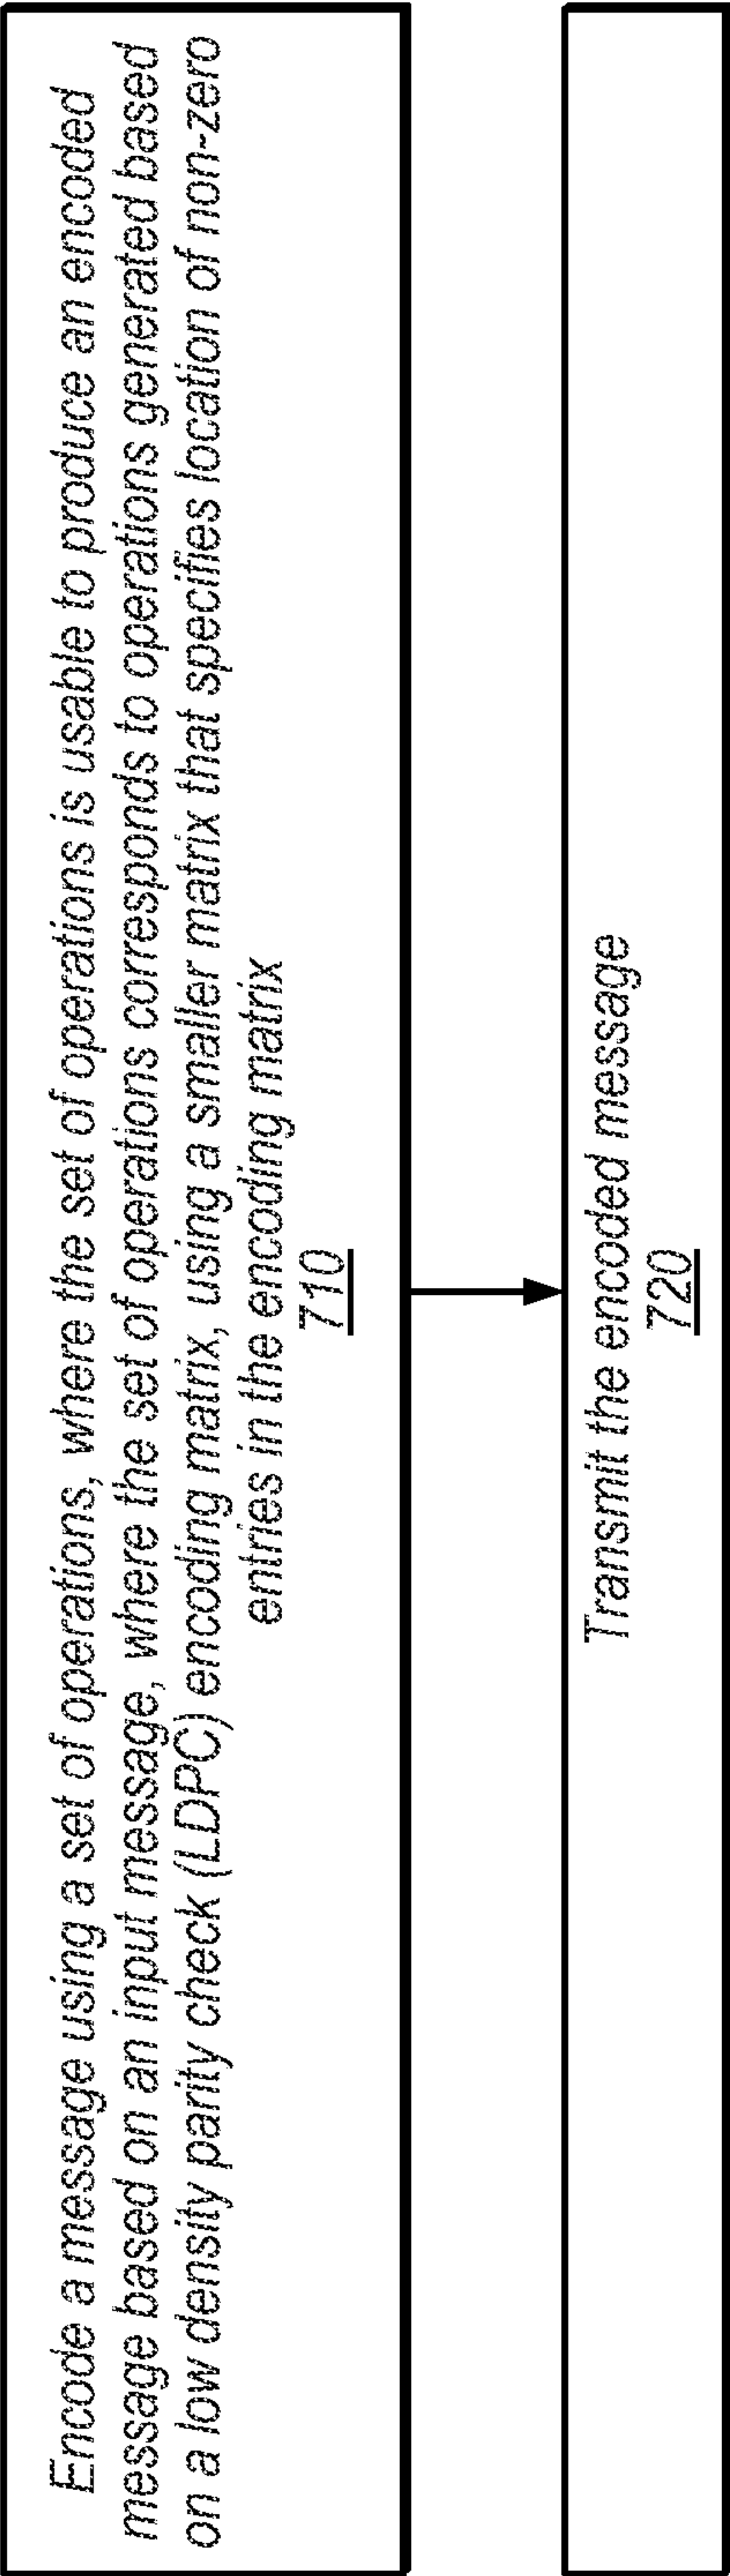 Encode a message using a set of operations, where the set of operations is usable to produce an encoded
message based on an input message, where the set of operations corresponds to operations generated based
on a low density parity check (LDPC) encoding matrix, using a smaller matrix that specifies location of non-zero
entries in the encoding matrix
710
Transmit the encoded message
720